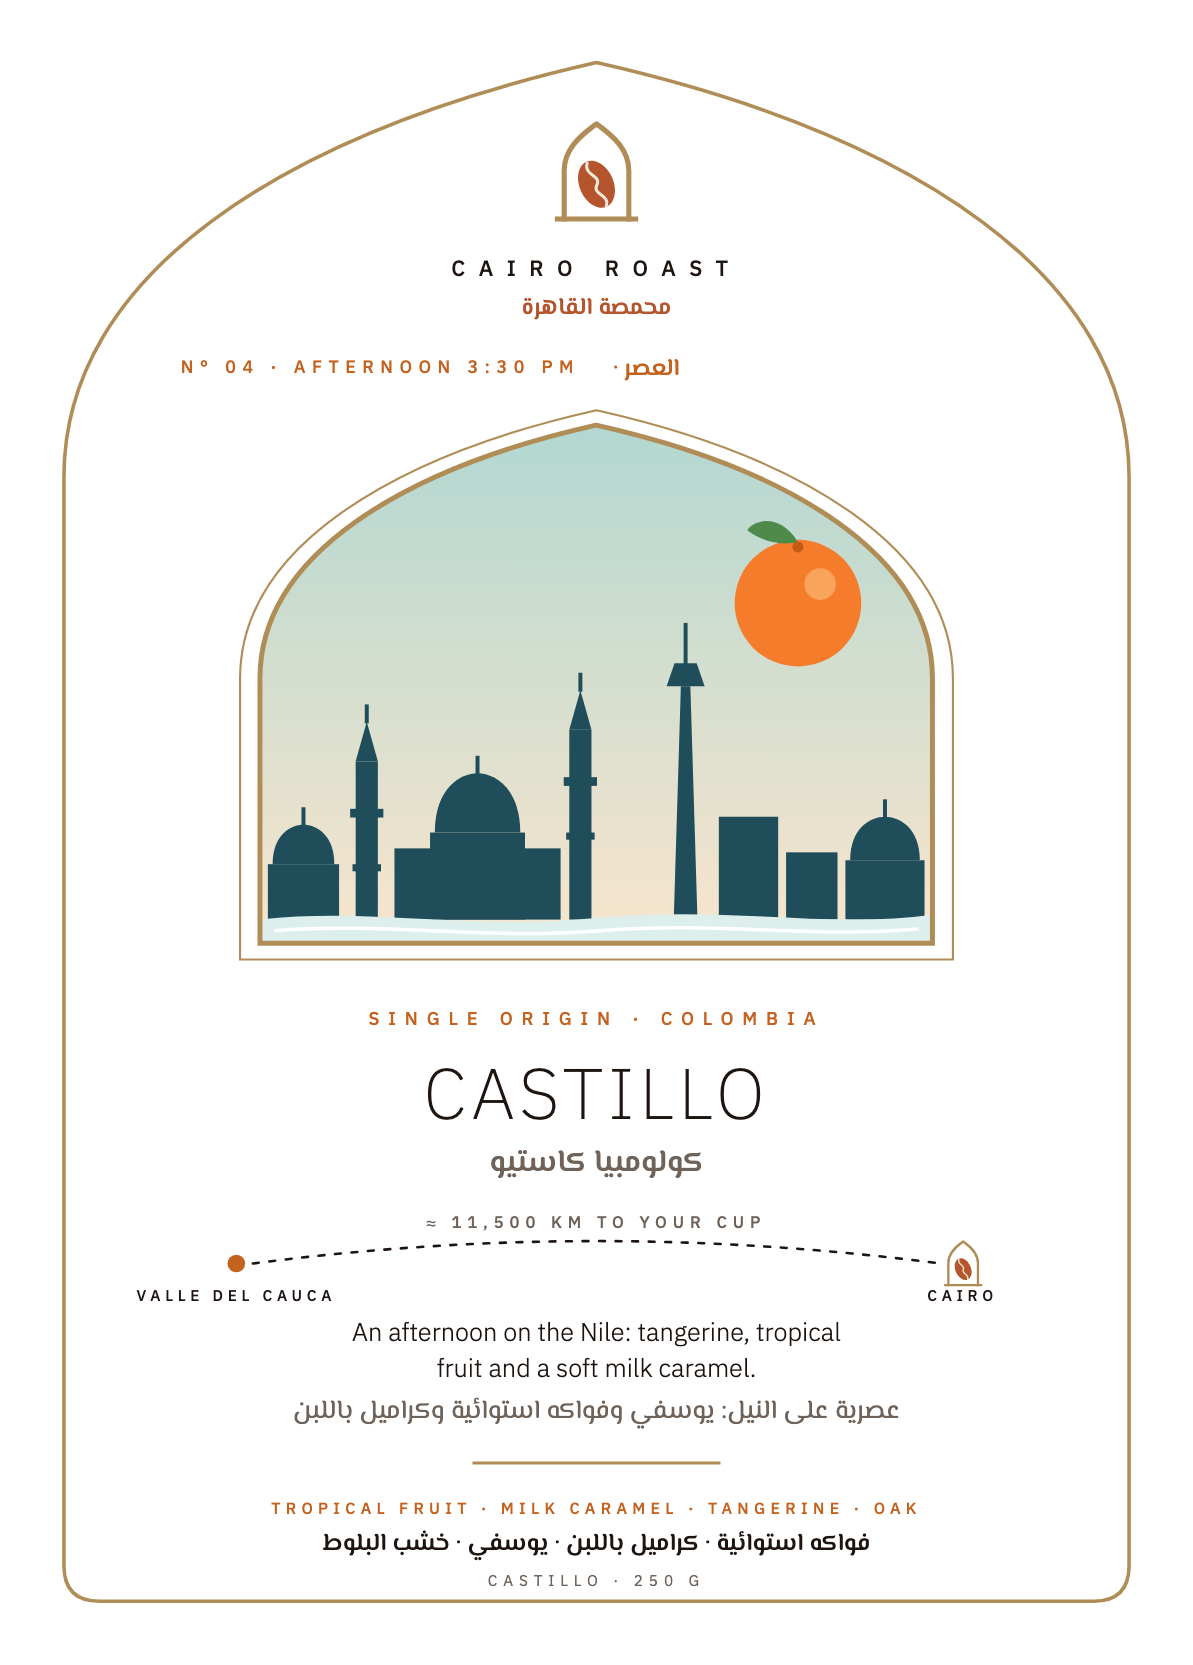 CAIRO ROAST
محمصة القاهرة
Nº 04 · AFTERNOON 3:30 PM · العصر
SINGLE ORIGIN · COLOMBIA
CASTILLO
كولومبيا كاستيو
≈ 11,500 KM TO YOUR CUP
VALLE DEL CAUCA
CAIRO
An afternoon on the Nile: tangerine, tropical
fruit and a soft milk caramel.
عصرية على النيل: يوسفي وفواكه استوائية وكراميل باللبن
TROPICAL FRUIT · MILK CARAMEL · TANGERINE · OAK
فواكه استوائية · كراميل باللبن · يوسفي · خشب البلوط
CASTILLO · 250 G